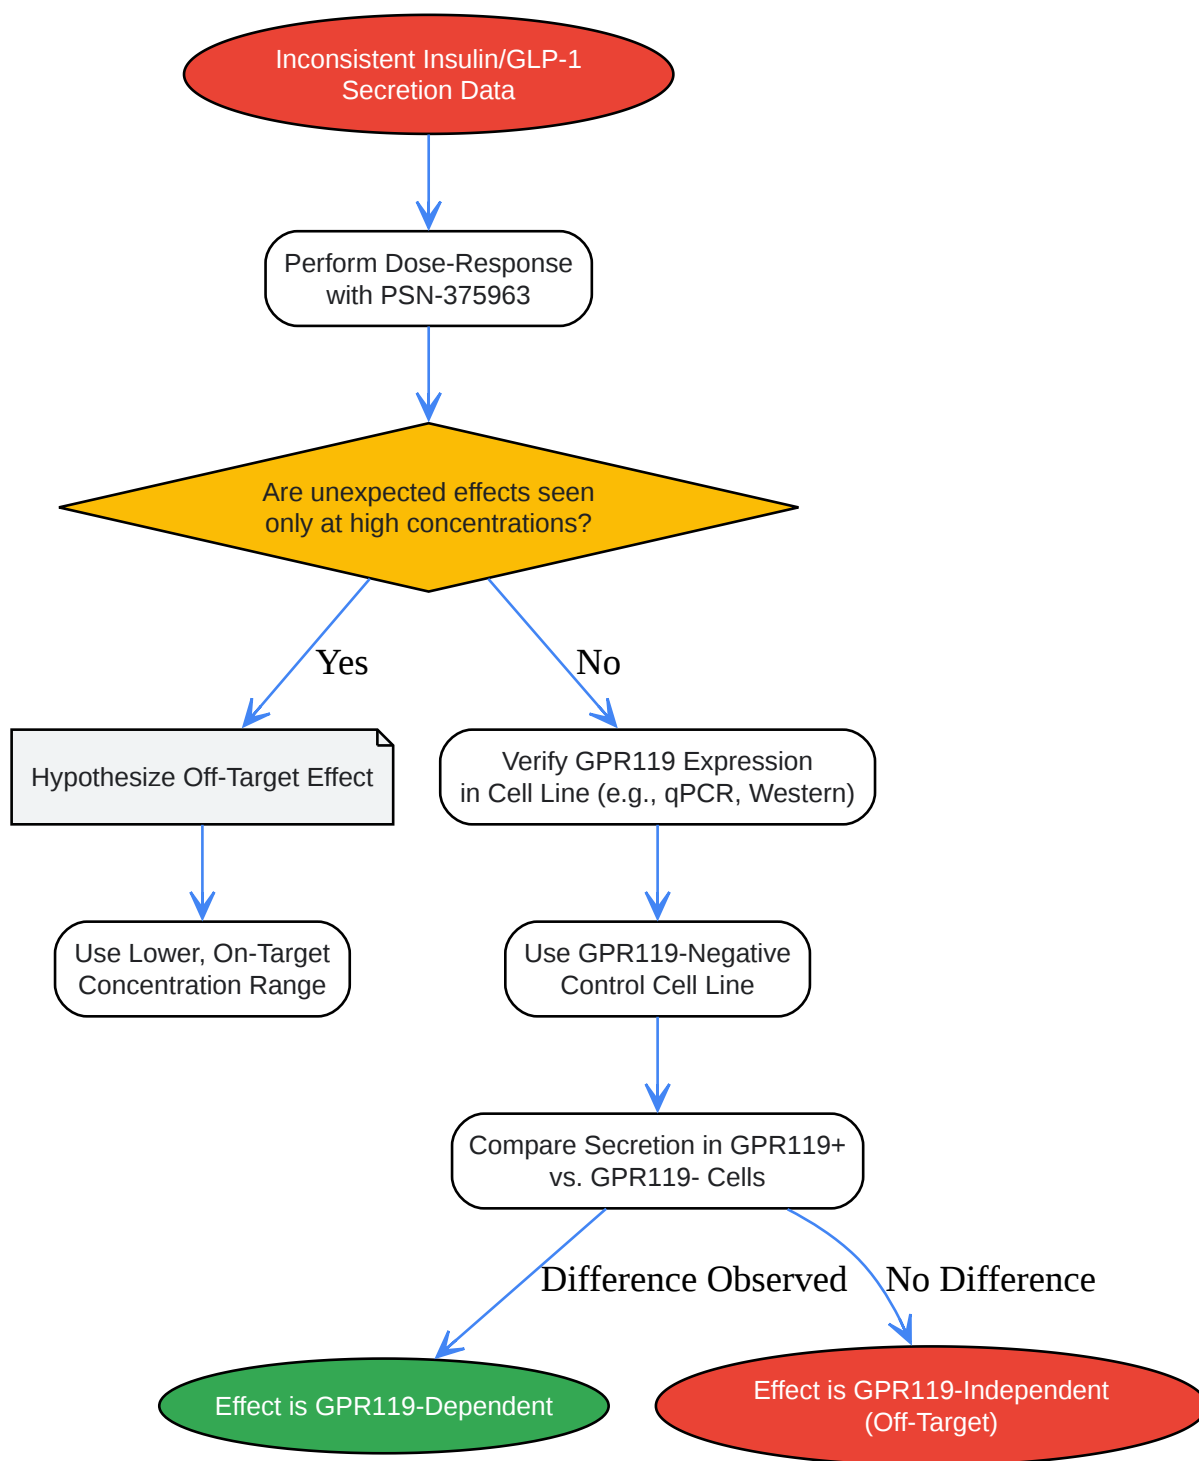 Inconsistent Insulin/GLP-1
Secretion Data
Perform Dose-Response
with PSN-375963
Are unexpected effects seen
only at high concentrations?
Yes
No
Hypothesize Off-Target Effect
Verify GPR119 Expression
in Cell Line (e.g., qPCR, Western)
Use Lower, On-Target
Concentration Range
Use GPR119-Negative
Control Cell Line
Compare Secretion in GPR119+
vs. GPR119- Cells
Difference Observed
No Difference
Effect is GPR119-Dependent
Effect is GPR119-Independent
(Off-Target)